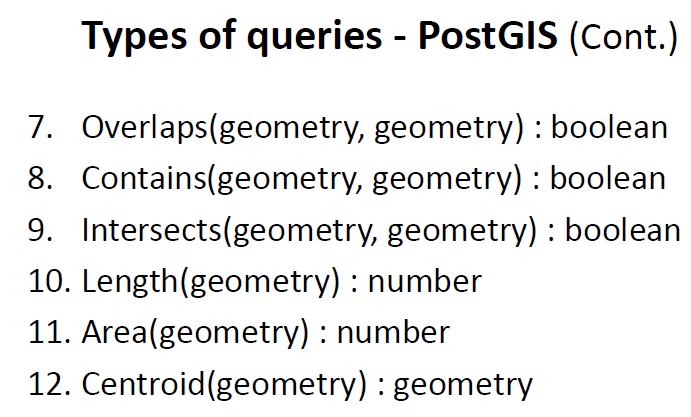 Types of queries - PostGIS (Cont.)
7. Overlaps(geometry, geometry) : boolean
8. Contains(geometry, geometry) : boolean
9. Intersects(geometry, geometry) : boolean
10. Length(geometry) : number
11. Area(geometry) : number
12. Centroid(geometry) : geometry